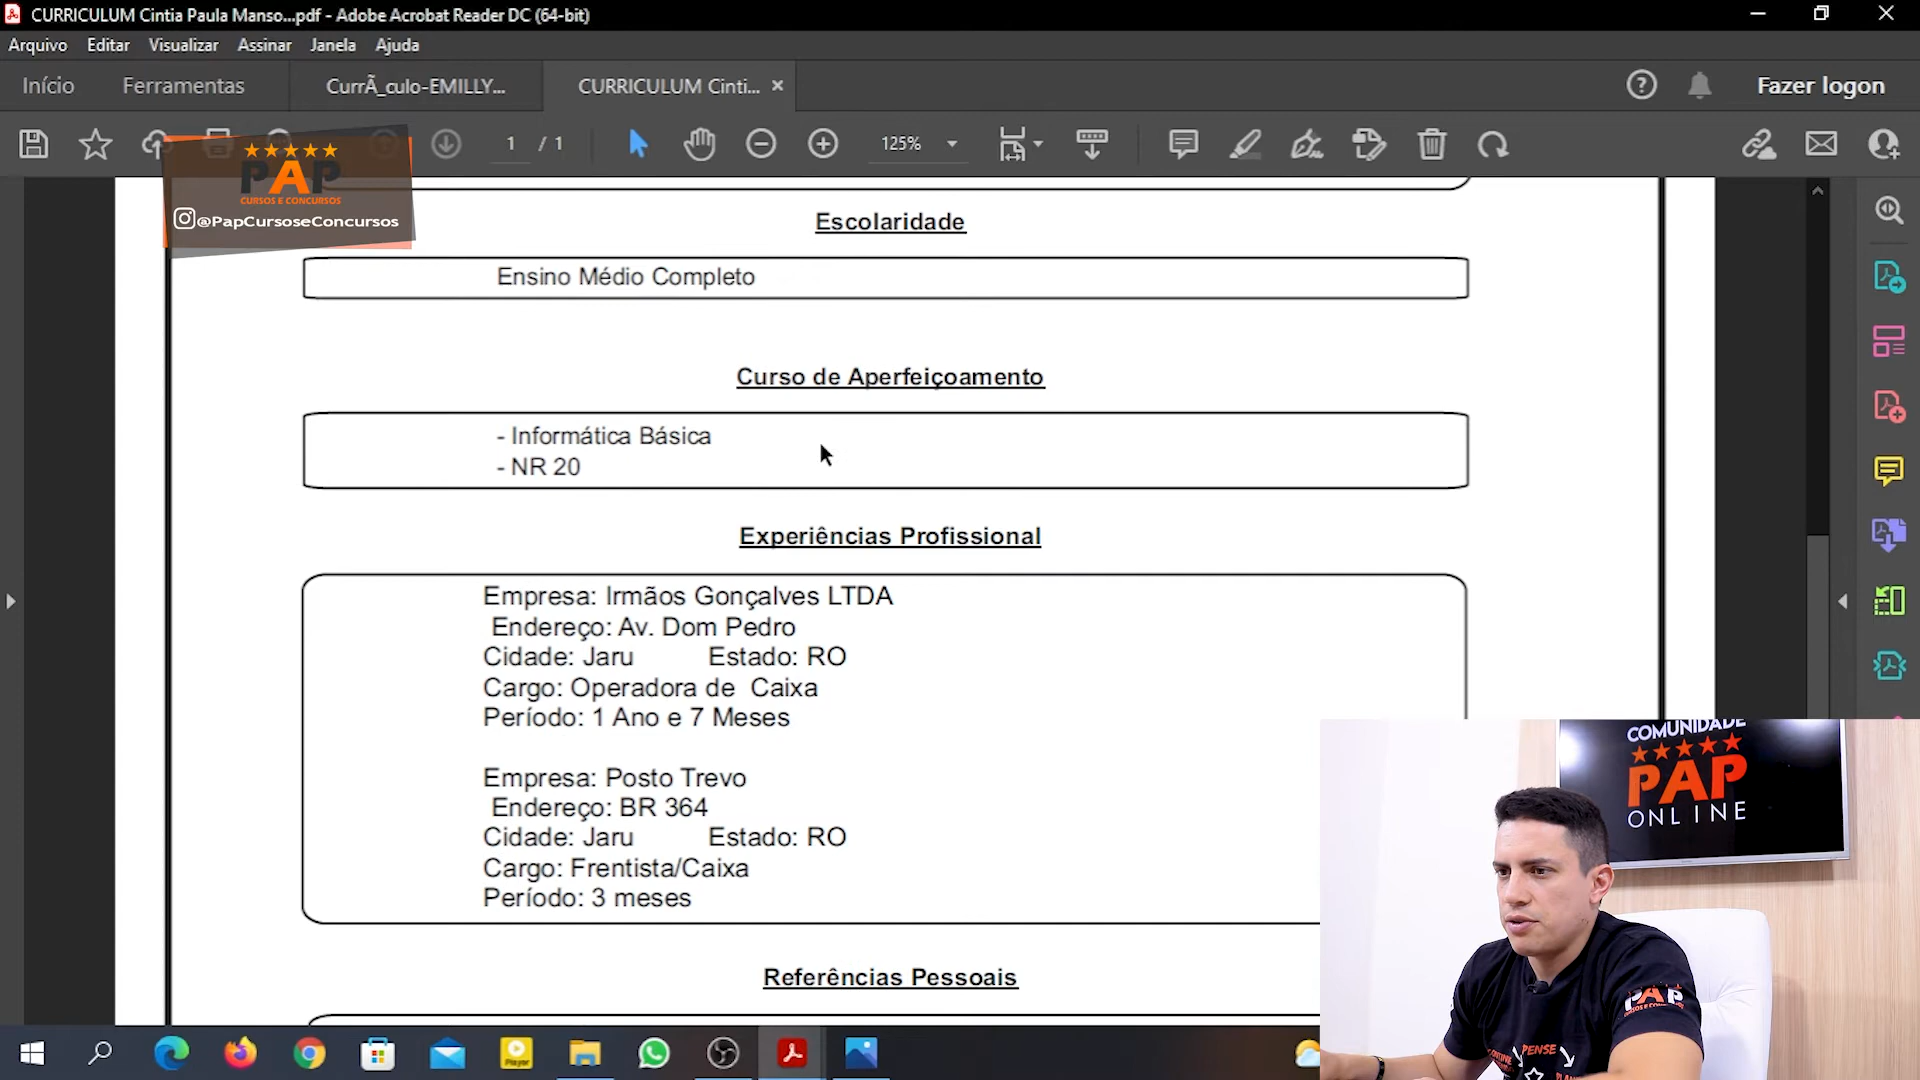 CURRICULUM Cintia Paula Manso...pdf - Adobe Acrobat Reader DC (64-bit)
Arquivo Editar Visualizar Assinar Janela Ajuda
Início Ferramentas CurrÃ_culo-EMILLY... CURRICULUM Cinti... Fazer logon
1 / 1 125%
PAP
CURSOS E CONCURSOS
@PapCursoseConcursos
Escolaridade
Ensino Médio Completo
Curso de Aperfeiçoamento
- Informática Básica
- NR 20
Experiências Profissional
Empresa: Irmãos Gonçalves LTDA
Endereço: Av. Dom Pedro
Cidade: Jaru Estado: RO
Cargo: Operadora de  Caixa
Período: 1 Ano e 7 Meses
Empresa: Posto Trevo
Endereço: BR 364
Cidade: Jaru Estado: RO
Cargo: Frentista/Caixa
Período: 3 meses
Referências Pessoais
COMUNIDADE
PAP
ONLINE
PAP
PENSE
Player